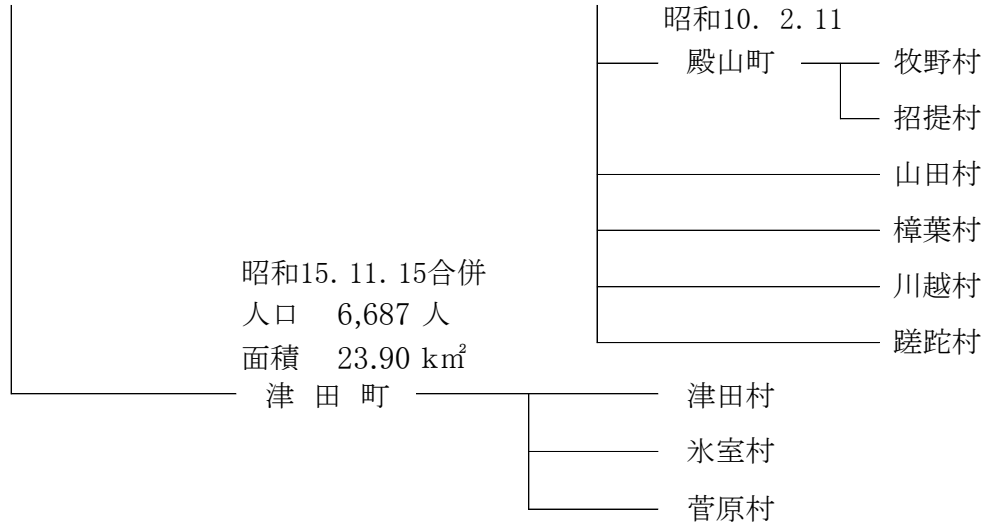 昭和10. 2.11
殿山町 牧野村
招提村
山田村
樟葉村
昭和15. 11. 15合併
川越村
人口 6,687 人
蹉跎村
面積 23.90 k㎡
津 田 町 津田村
氷室村
菅原村